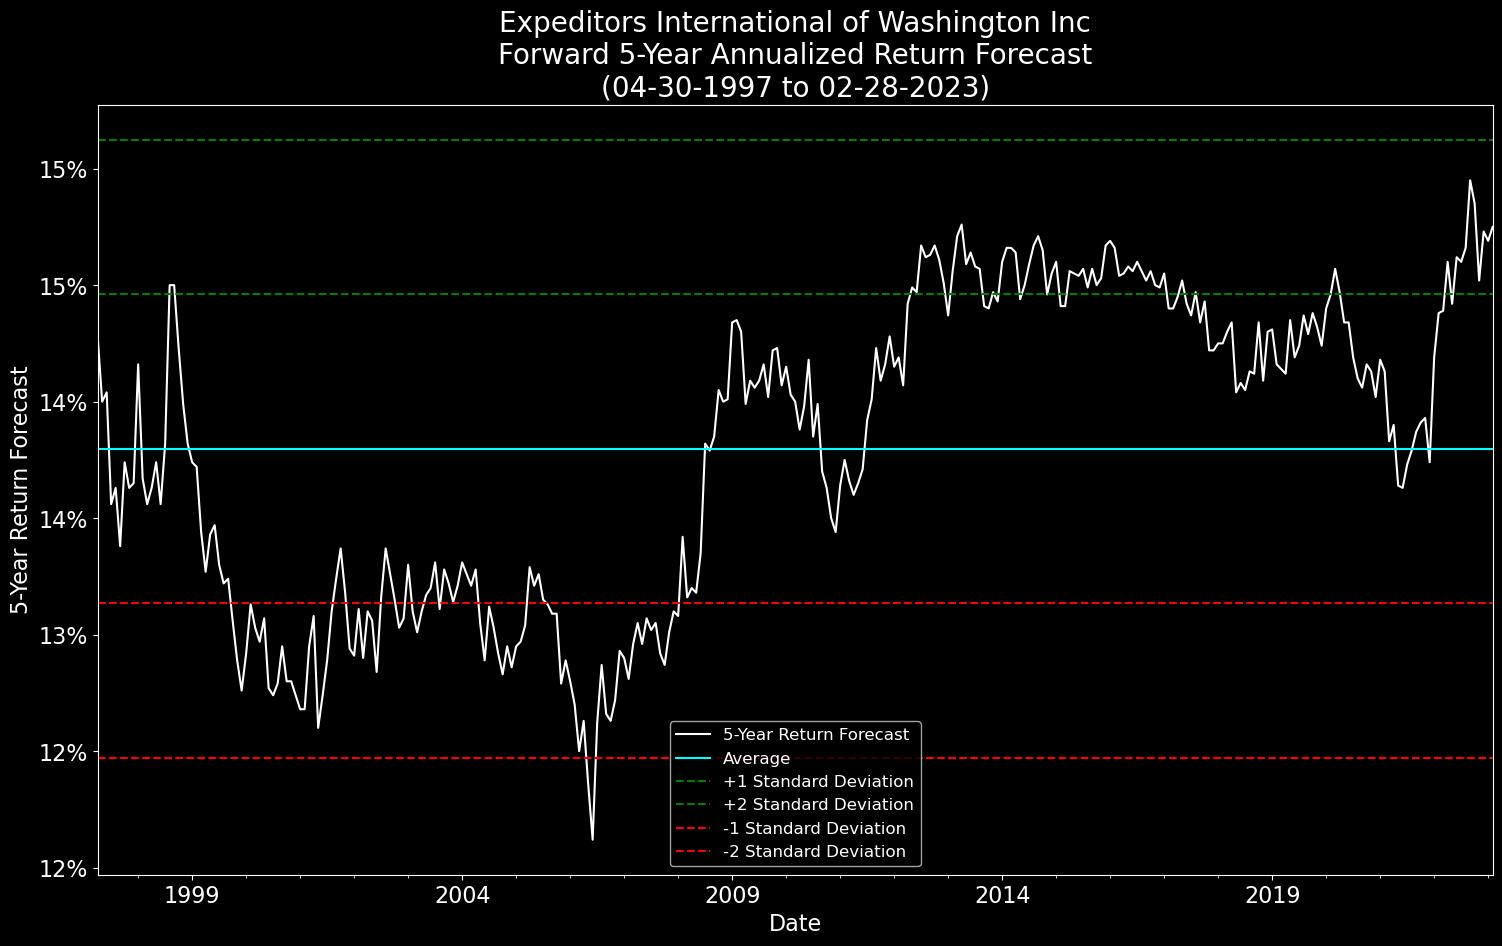 Expeditors International of Washington Inc
Forward 5-Year Annualized Return Forecast
(04-30-1997 to 02-28-2023)
5-Year Return Forecast
15%
15%
14%
14%
13%
12%
12%
5-Year Return Forecast
Average
+1 Standard Deviation
+2 Standard Deviation
-1 Standard Deviation
-2 Standard Deviation
1999 2004 2009 2014 2019
Date